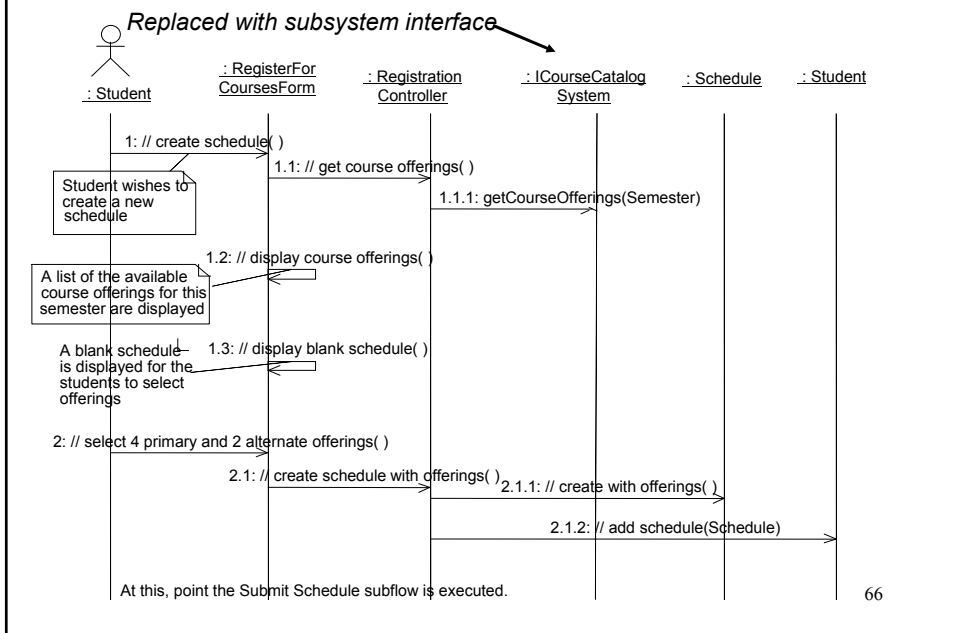 Replaced with subsystem interface
: Student
: RegisterFor
CoursesForm
: Registration
Controller
: ICourseCatalog
System
: Schedule
: Student
1: // create schedule( )
1.1: // get course offerings( )
Student wishes to
create a new
schedule
1.1.1: getCourseOfferings(Semester)
1.2: // display course offerings( )
A list of the available
course offerings for this
semester are displayed
1.3: // display blank schedule( )
A blank schedule
is displayed for the
students to select
offerings
2: // select 4 primary and 2 alternate offerings( )
2.1: // create schedule with offerings( )
2.1.1: // create with offerings( )
2.1.2: // add schedule(Schedule)
At this, point the Submit Schedule subflow is executed.
66